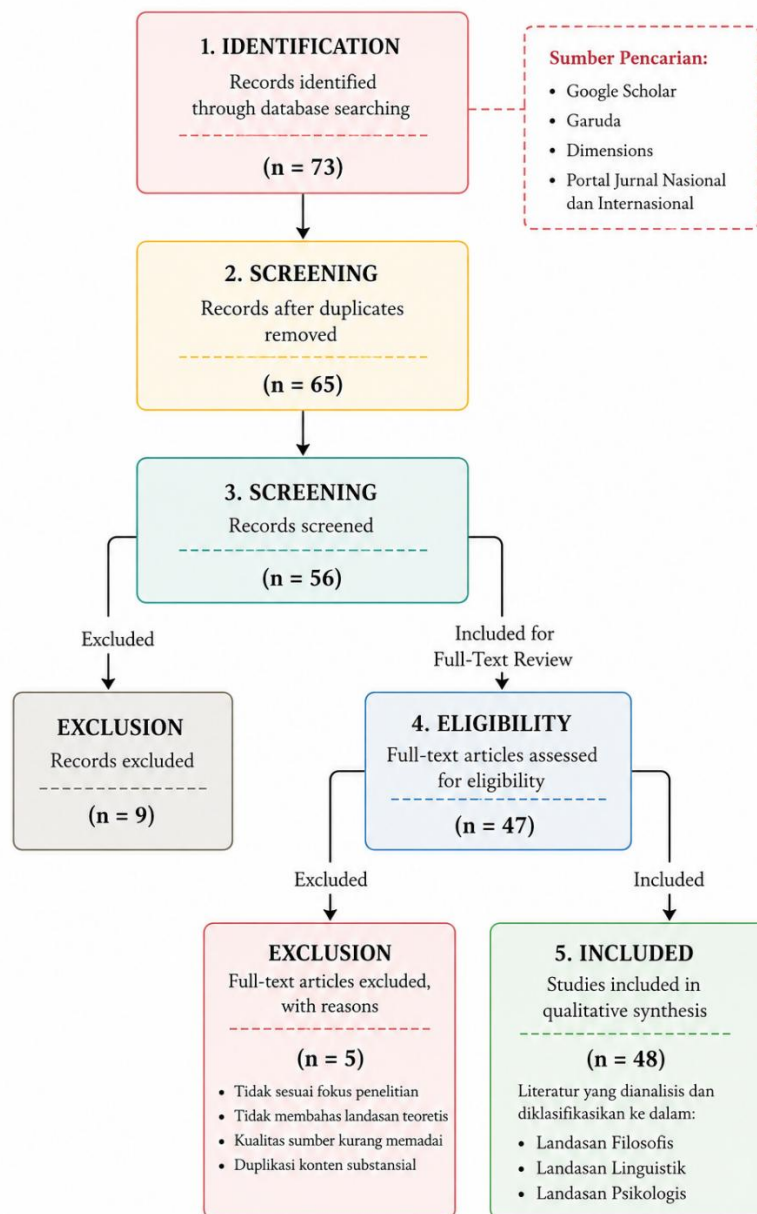 1. IDENTIFICATION
Records identified
through database searching
(n = 73)
Sumber Pencarian:
• Google Scholar
• Garuda
• Dimensions
• Portal Jurnal Nasional
dan Internasional
2. SCREENING
Records after duplicates
removed
(n = 65)
3. SCREENING
Records screened
(n = 56)
Excluded
Included for
Full-Text Review
EXCLUSION
Records excluded
(n = 9)
4. ELIGIBILITY
Full-text articles assessed
for eligibility
(n = 47)
Excluded
Included
EXCLUSION
Full-text articles excluded,
with reasons
(n = 5)
• Tidak sesuai fokus penelitian
• Tidak membahas landasan teoretis
• Kualitas sumber kurang memadai
• Duplikasi konten substansial
5. INCLUDED
Studies included in
qualitative synthesis
(n = 48)
Literatur yang dianalisis dan
diklasifikasikan ke dalam:
• Landasan Filosofis
• Landasan Linguistik
• Landasan Psikologis